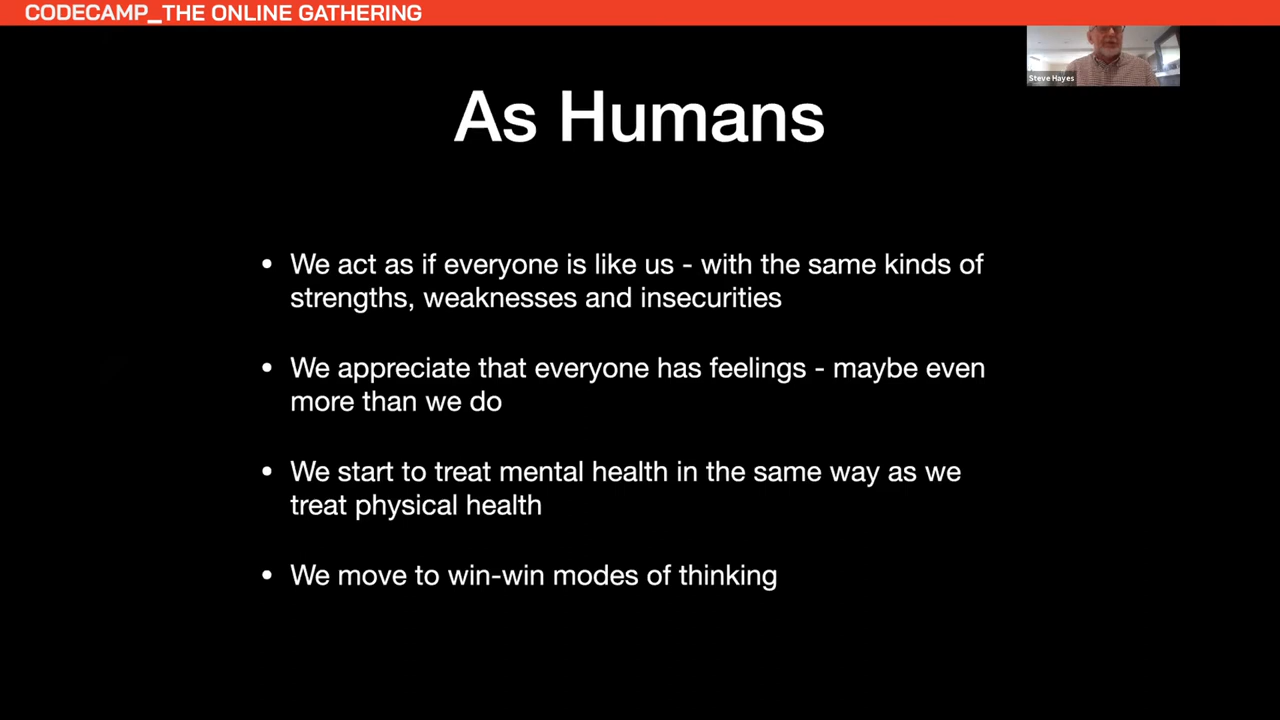 CODECAMP_THE ONLINE GATHERING
Steve Hayes
As Humans
• We act as if everyone is like us - with the same kinds of
strengths, weaknesses and insecurities
• We appreciate that everyone has feelings - maybe even
more than we do
• We start to treat mental health in the same way as we
treat physical health
• We move to win-win modes of thinking